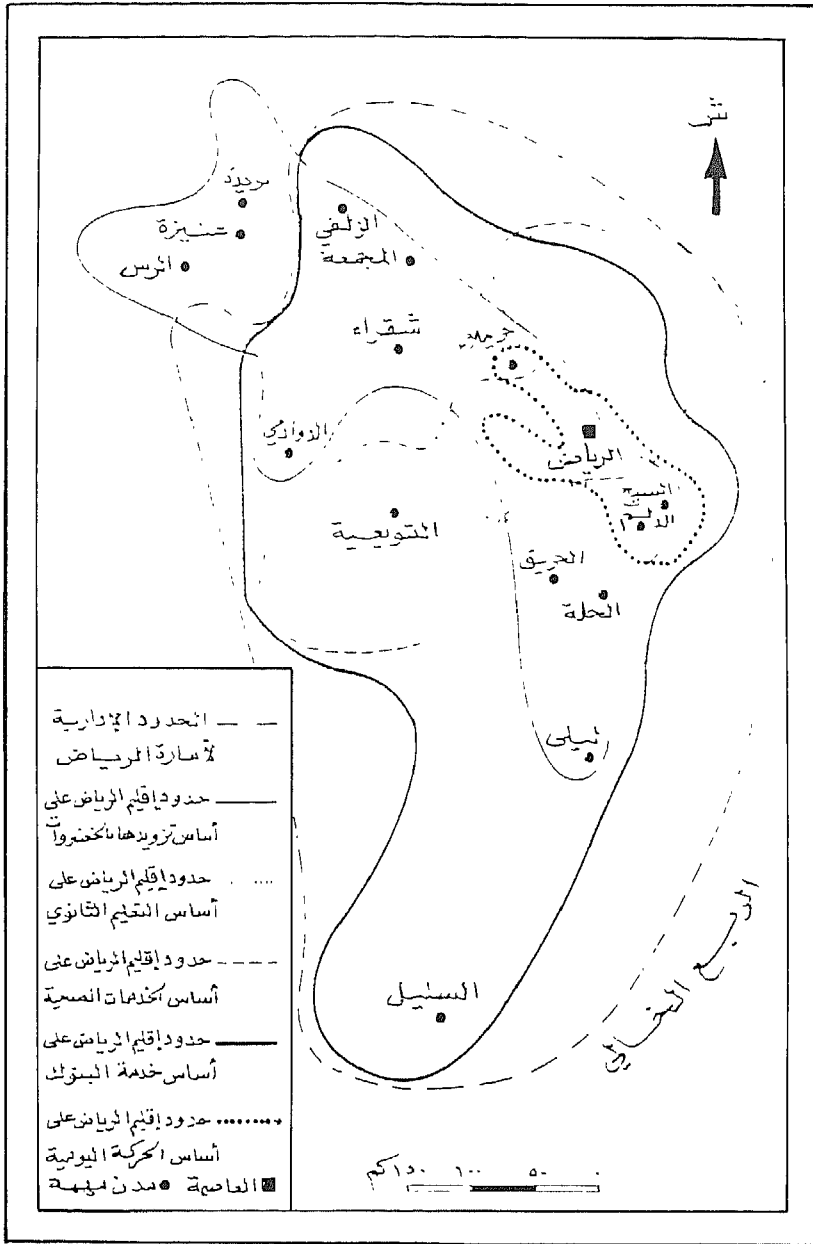 ش
بريدة
عنيزة
الرس
الزلفي
المجمعة
شقراء
حريملاء
الدوادمي
الرياض
السيح
الدلم
القويعية
الحريق
الحلة
ليلى
السليل
الربع الخالي
الحدود الإدارية
لأمارة الرياض
حدود إقليم الرياض على
أساس تزويدها بالخضروات
حدود إقليم الرياض على
أساس التعليم الثانوي
حدود إقليم الرياض على
أساس الخدمات الصحية
حدود إقليم الرياض على
أساس خدمة البنوك
حدود إقليم الرياض على
أساس الحركة اليومية
العاصمة مدن مهمة
٠ ٥٠ ١٠٠ ١٥٠ كم